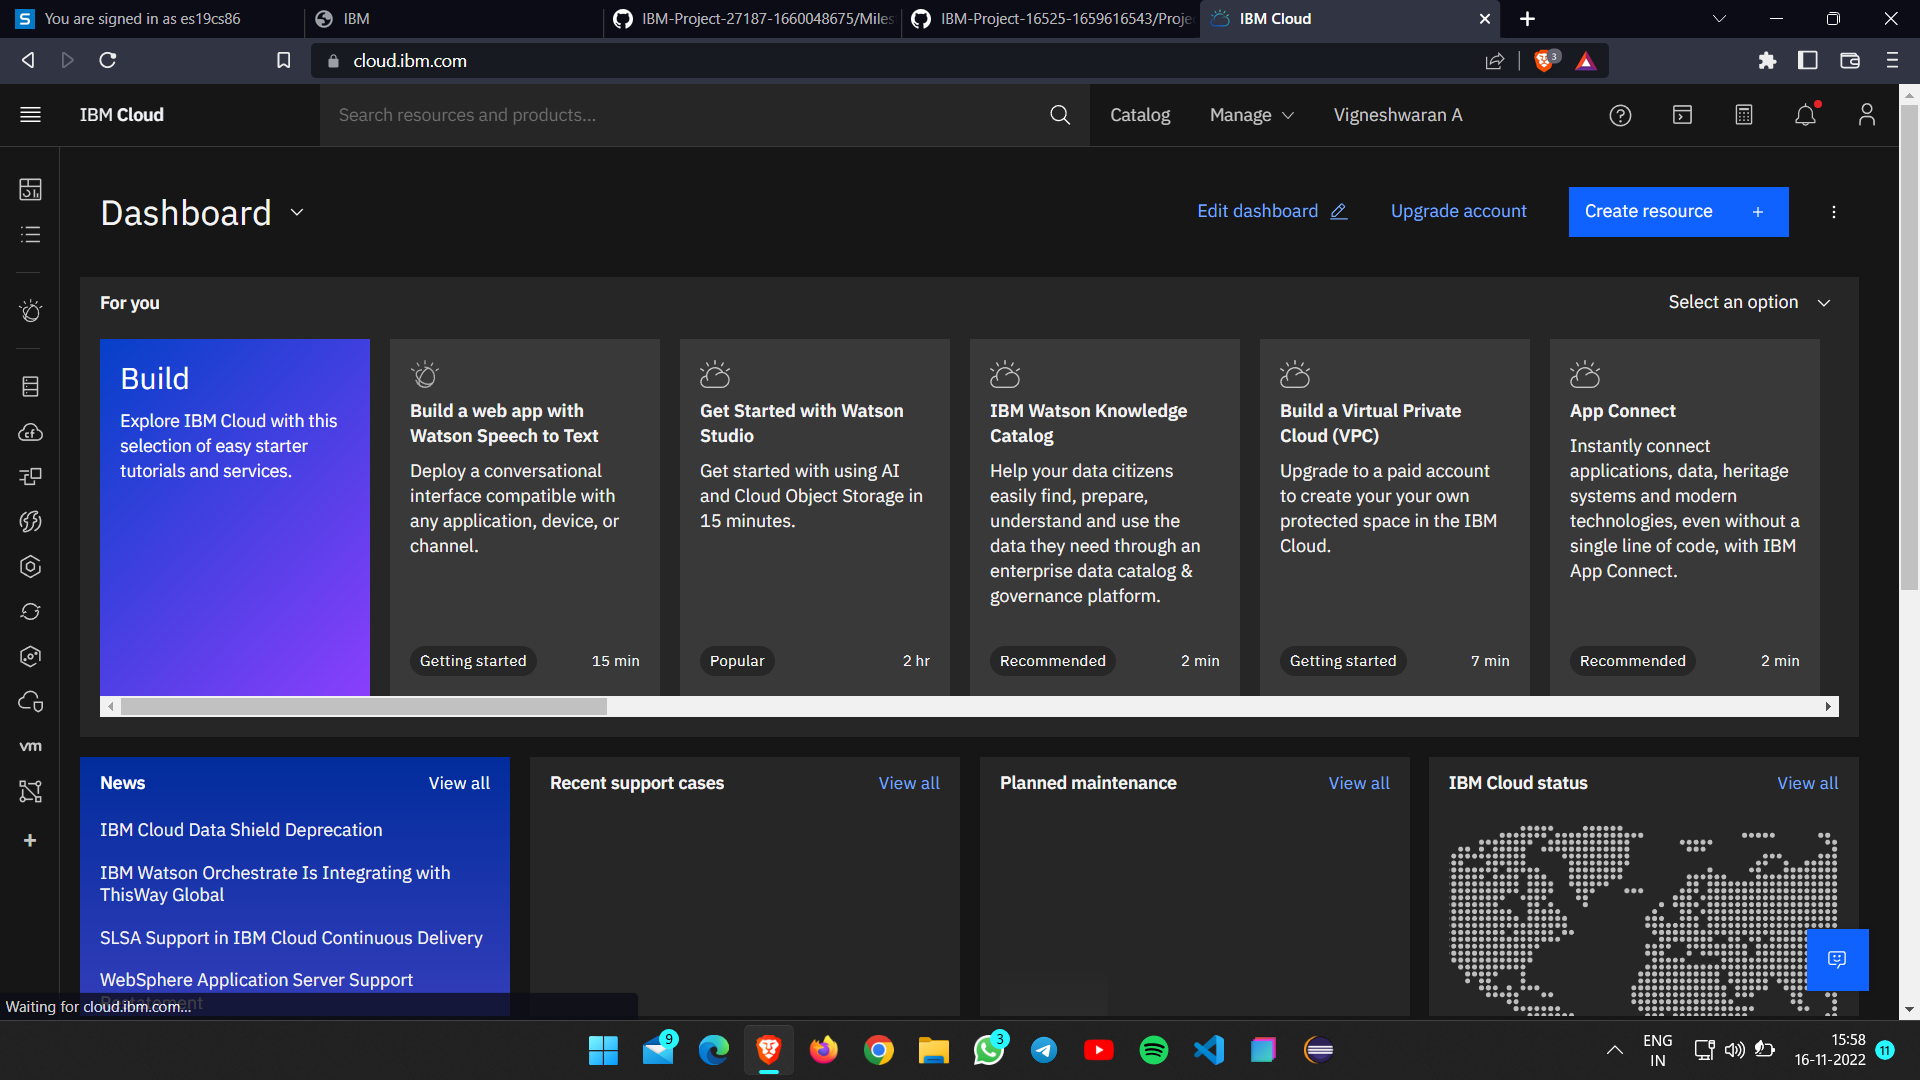 You are signed in as es19cs86
IBM
IBM-Project-27187-1660048675/Miles
IBM-Project-16525-1659616543/Proje
IBM Cloud
cloud.ibm.com
3
IBM Cloud
Search resources and products...
Catalog
Manage
Vigneshwaran A
Dashboard
Edit dashboard
Upgrade account
Create resource +
For you
Select an option
Build
Explore IBM Cloud with this
selection of easy starter
tutorials and services.
Build a web app with
Watson Speech to Text
Deploy a conversational
interface compatible with
any application, device, or
channel.
Getting started 15 min
Get Started with Watson
Studio
Get started with using AI
and Cloud Object Storage in
15 minutes.
Popular 2 hr
IBM Watson Knowledge
Catalog
Help your data citizens
easily find, prepare,
understand and use the
data they need through an
enterprise data catalog &
governance platform.
Recommended 2 min
Build a Virtual Private
Cloud (VPC)
Upgrade to a paid account
to create your your own
protected space in the IBM
Cloud.
Getting started 7 min
App Connect
Instantly connect
applications, data, heritage
systems and modern
technologies, even without a
single line of code, with IBM
App Connect.
Recommended 2 min
vm
News View all
IBM Cloud Data Shield Deprecation
IBM Watson Orchestrate Is Integrating with
ThisWay Global
SLSA Support in IBM Cloud Continuous Delivery
WebSphere Application Server Support
Recent support cases View all
Planned maintenance View all
IBM Cloud status View all
Waiting for cloud.ibm.com...
9
3
ENG
IN
15:58
16-11-2022
11